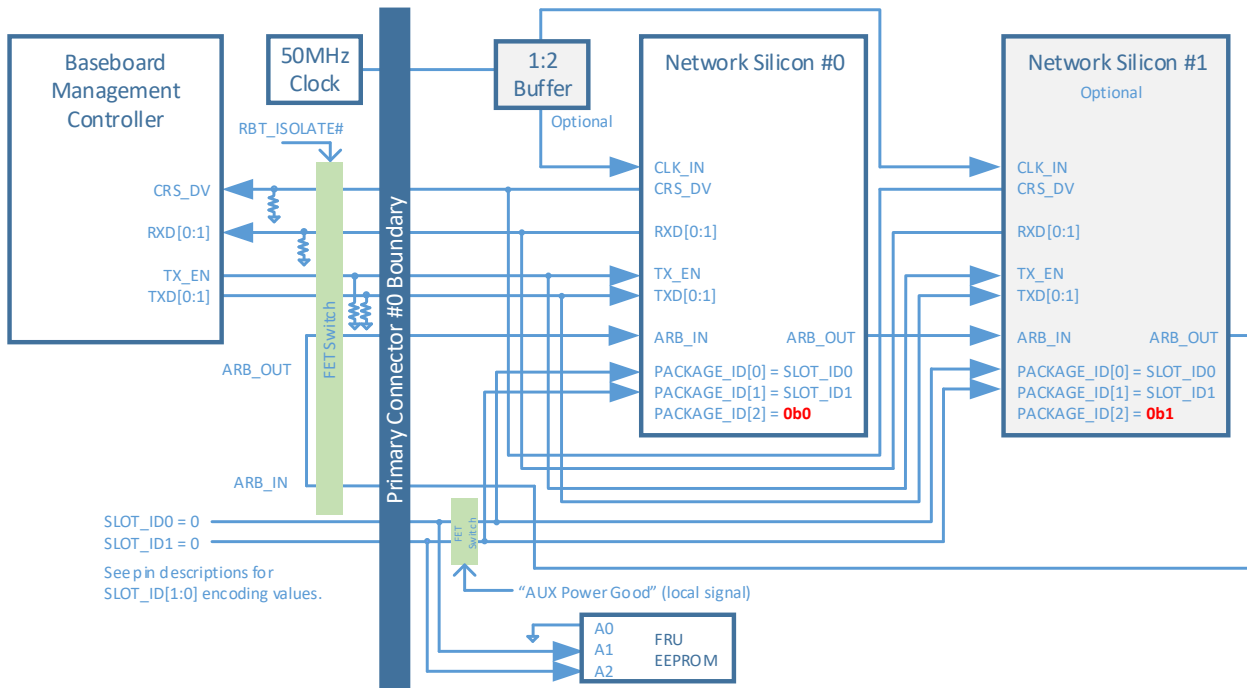 Baseboard
Management
Controller
CRS_DV
RXD[0:1]
TX_EN
TXD[0:1]
50MHz
Clock
RBT_ISOLATE#
FET Switch
ARB_OUT
ARB_IN
SLOT_ID0 = 0
SLOT_ID1 = 0
See pin descriptions for
SLOT_ID[1:0] encoding values.
Primary Connector #0 Boundary
1:2
Buffer
Optional
Network Silicon #0
CLK_IN
CRS_DV
RXD[0:1]
TX_EN
TXD[0:1]
ARB_IN
ARB_OUT
PACKAGE_ID[0] = SLOT_ID0
PACKAGE_ID[1] = SLOT_ID1
PACKAGE_ID[2] = 0b0
Network Silicon #1
Optional
CLK_IN
CRS_DV
RXD[0:1]
TX_EN
TXD[0:1]
ARB_IN
ARB_OUT
PACKAGE_ID[0] = SLOT_ID0
PACKAGE_ID[1] = SLOT_ID1
PACKAGE_ID[2] = 0b1
FET
Switch
“AUX Power Good” (local signal)
A0
A1
A2
FRU
EEPROM